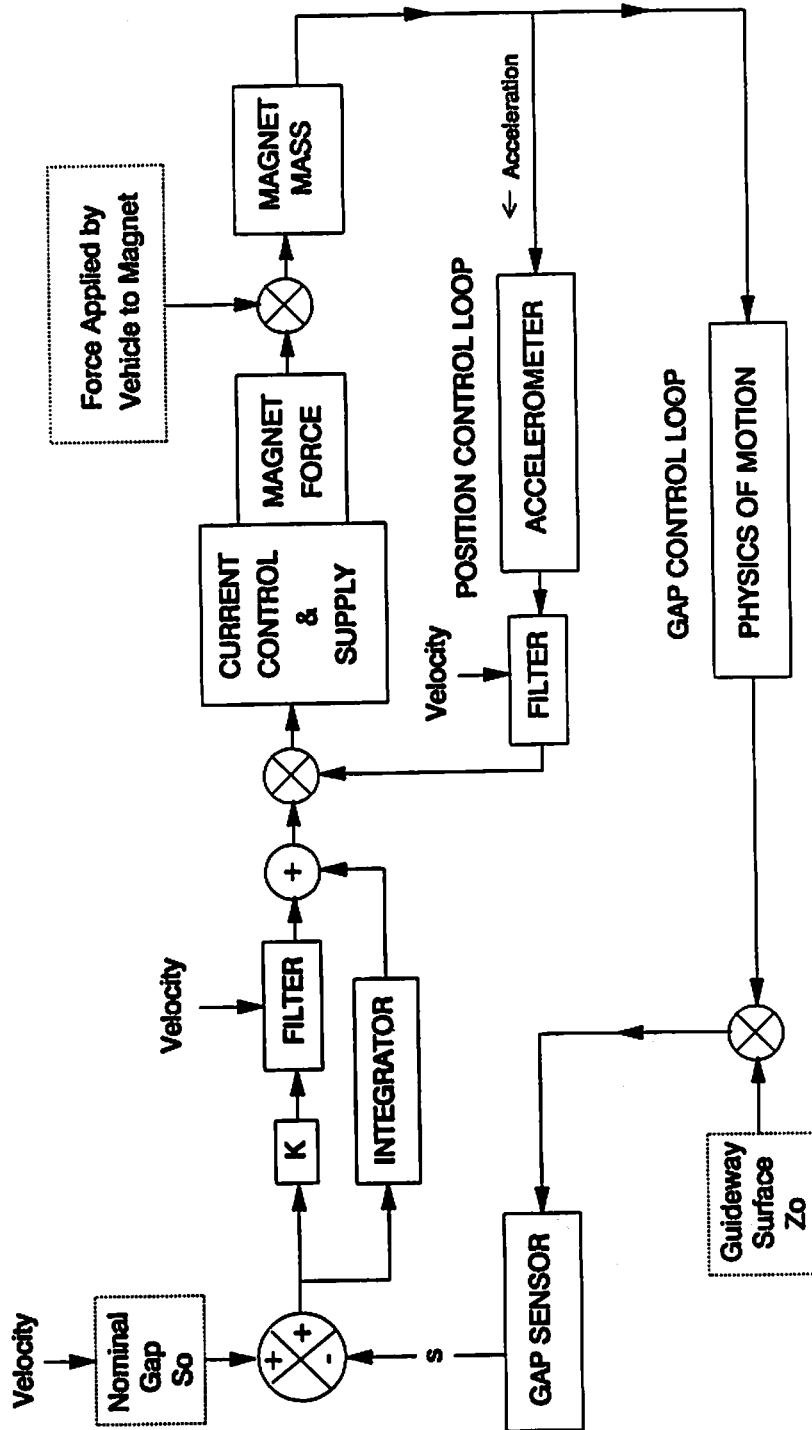 Velocity
Nominal
Gap
So
+
+
-
s
K
Velocity
FILTER
INTEGRATOR
+
CURRENT
CONTROL
&
SUPPLY
MAGNET
FORCE
Force Applied by
Vehicle to Magnet
MAGNET
MASS
<- Acceleration
POSITION CONTROL LOOP
ACCELEROMETER
Velocity
FILTER
GAP CONTROL LOOP
PHYSICS OF MOTION
GAP SENSOR
Guideway
Surface
Zo